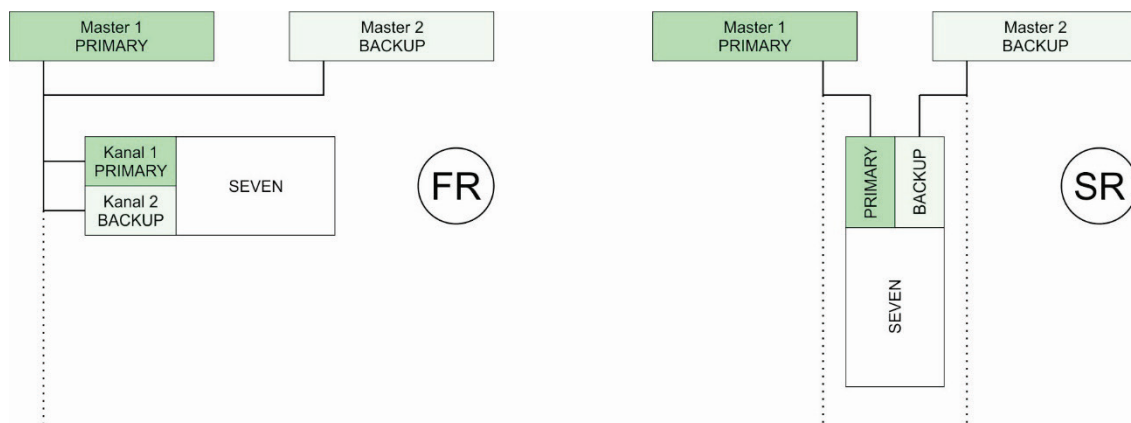 Master 1
PRIMARY
Master 2
BACKUP
Kanal 1
PRIMARY
Kanal 2
BACKUP
SEVEN
FR
Master 1
PRIMARY
Master 2
BACKUP
PRIMARY
BACKUP
SEVEN
SR